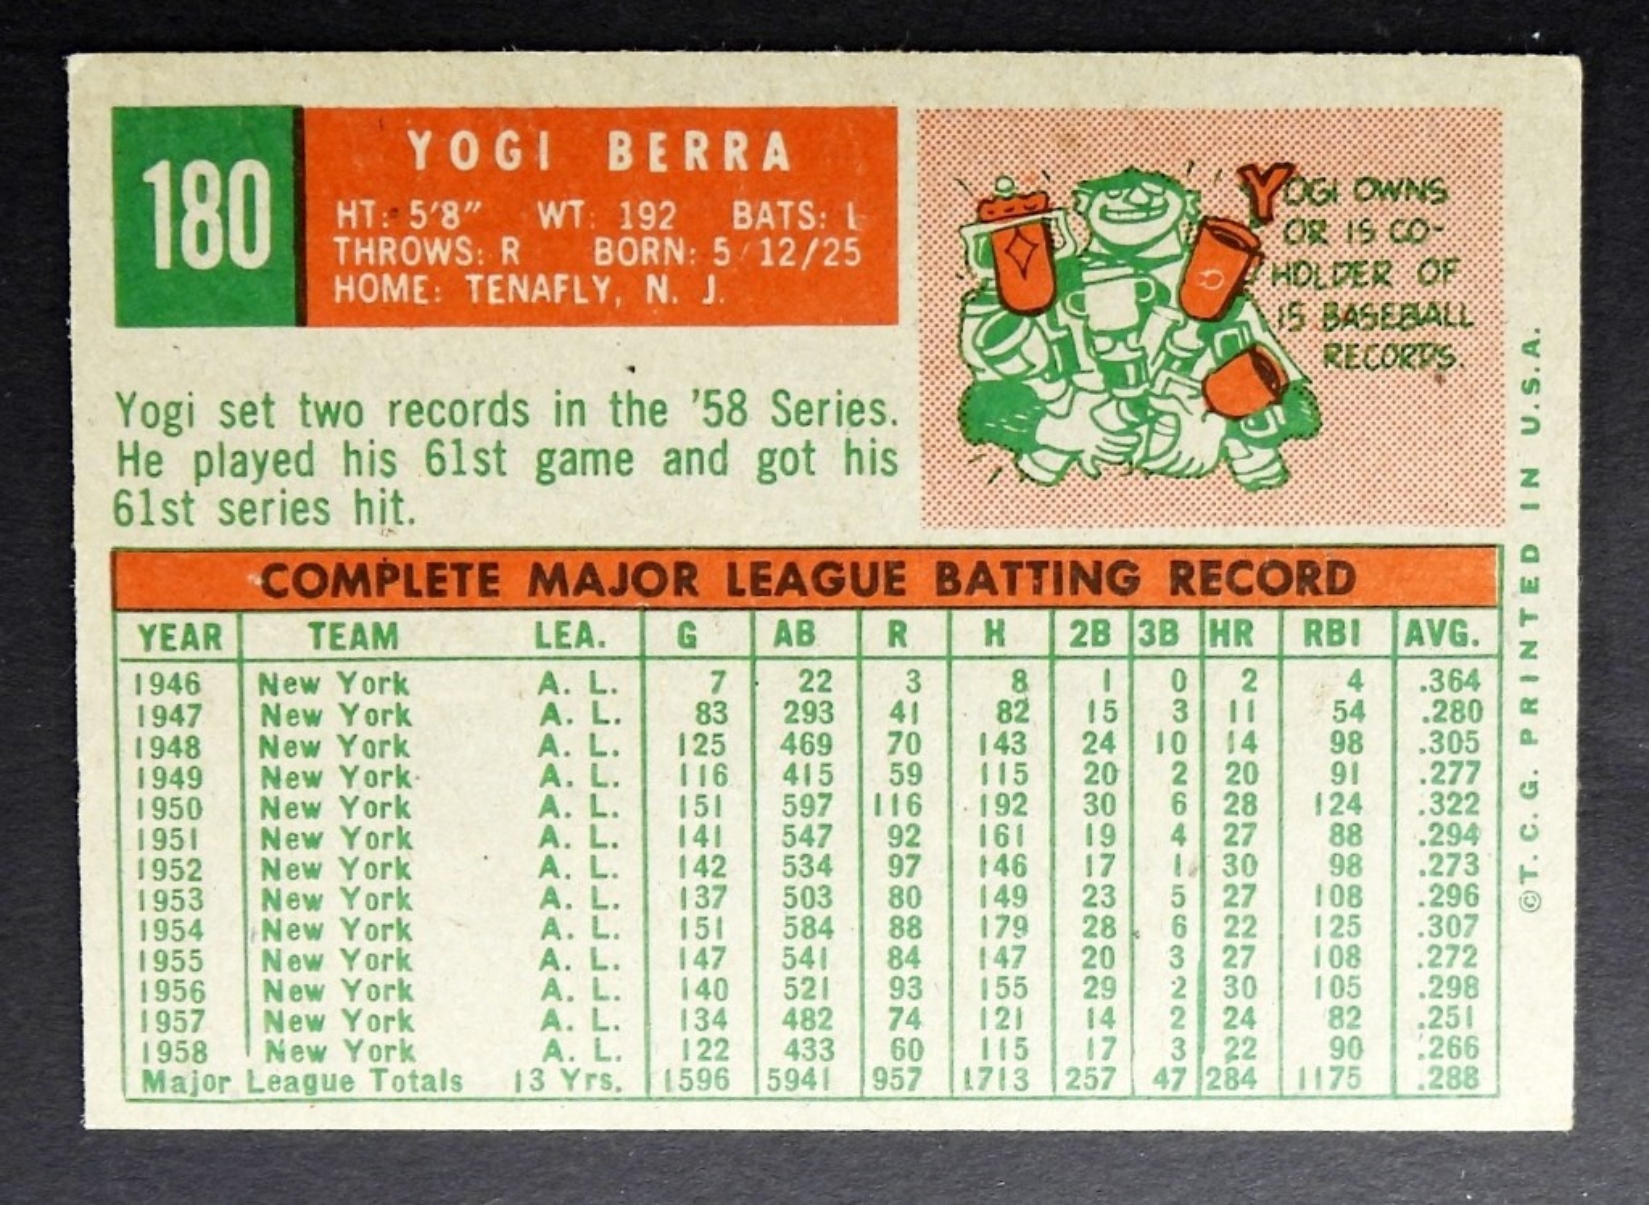 180
YOGI BERRA
HT: 5'8" WT: 192 BATS: L
THROWS: R BORN: 5/12/25
HOME: TENAFLY, N. J.
YOGI OWNS
OR IS CO-
HOLDER OF
15 BASEBALL
RECORDS.
Yogi set two records in the '58 Series.
He played his 61st game and got his
61st series hit.
COMPLETE MAJOR LEAGUE BATTING RECORD
YEAR TEAM LEA. G AB R H 2B 3B HR RBI AVG.
1946 New York A. L. 7 22 3 8 1 0 2 4 .364
1947 New York A. L. 83 293 41 82 15 3 11 54 .280
1948 New York A. L. 125 469 70 143 24 10 14 98 .305
1949 New York A. L. 116 415 59 115 20 2 20 91 .277
1950 New York A. L. 151 597 116 192 30 6 28 124 .322
1951 New York A. L. 141 547 92 161 19 4 27 88 .294
1952 New York A. L. 142 534 97 146 17 1 30 98 .273
1953 New York A. L. 137 503 80 149 23 5 27 108 .296
1954 New York A. L. 151 584 88 179 28 6 22 125 .307
1955 New York A. L. 147 541 84 147 20 3 27 108 .272
1956 New York A. L. 140 521 93 155 29 2 30 105 .298
1957 New York A. L. 134 482 74 121 14 2 24 82 .251
1958 New York A. L. 122 433 60 115 17 3 22 90 .266
Major League Totals 13 Yrs. 1596 5941 957 1713 257 47 284 1175 .288
©T. C. G. PRINTED IN U.S.A.